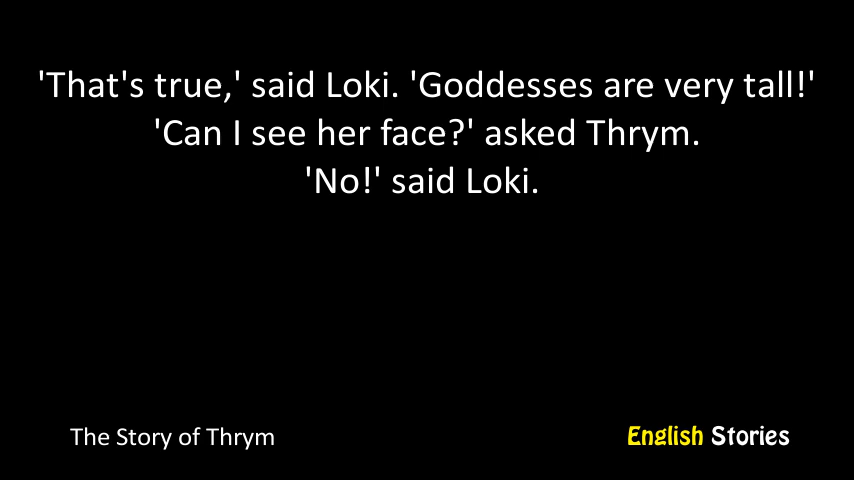 'That's true,' said Loki. 'Goddesses are very tall!'
'Can I see her face?' asked Thrym.
'No!' said Loki.
The Story of Thrym
English Stories